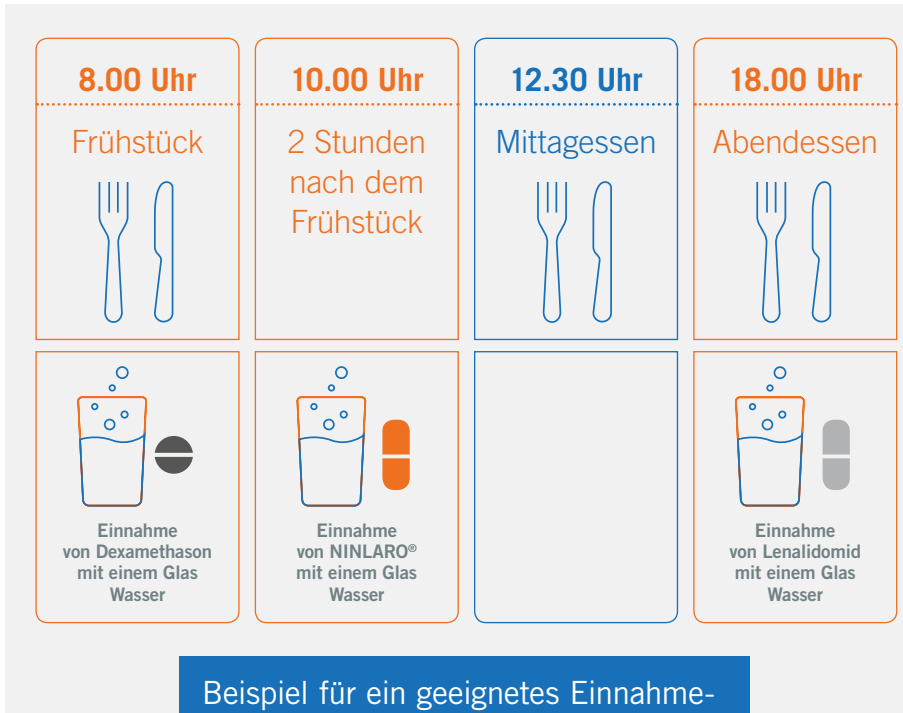 8.00 Uhr
Frühstück
Einnahme
von Dexamethason
mit einem Glas
Wasser
10.00 Uhr
2 Stunden
nach dem
Frühstück
Einnahme
von NINLARO®
mit einem Glas
Wasser
12.30 Uhr
Mittagessen
18.00 Uhr
Abendessen
Einnahme
von Lenalidomid
mit einem Glas
Wasser
Beispiel für ein geeignetes Einnahme-